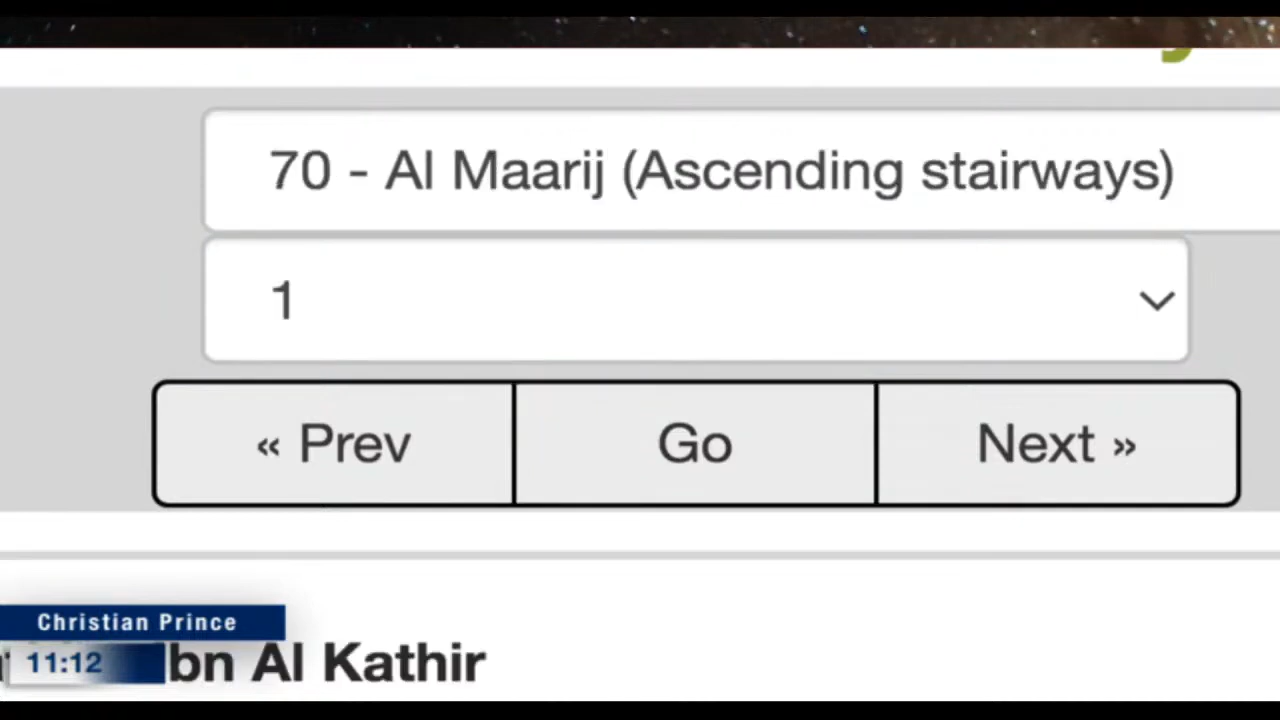 70 - Al Maarij (Ascending stairways)
1
« Prev
Go
Next »
Christian Prince
11:12
bn Al Kathir